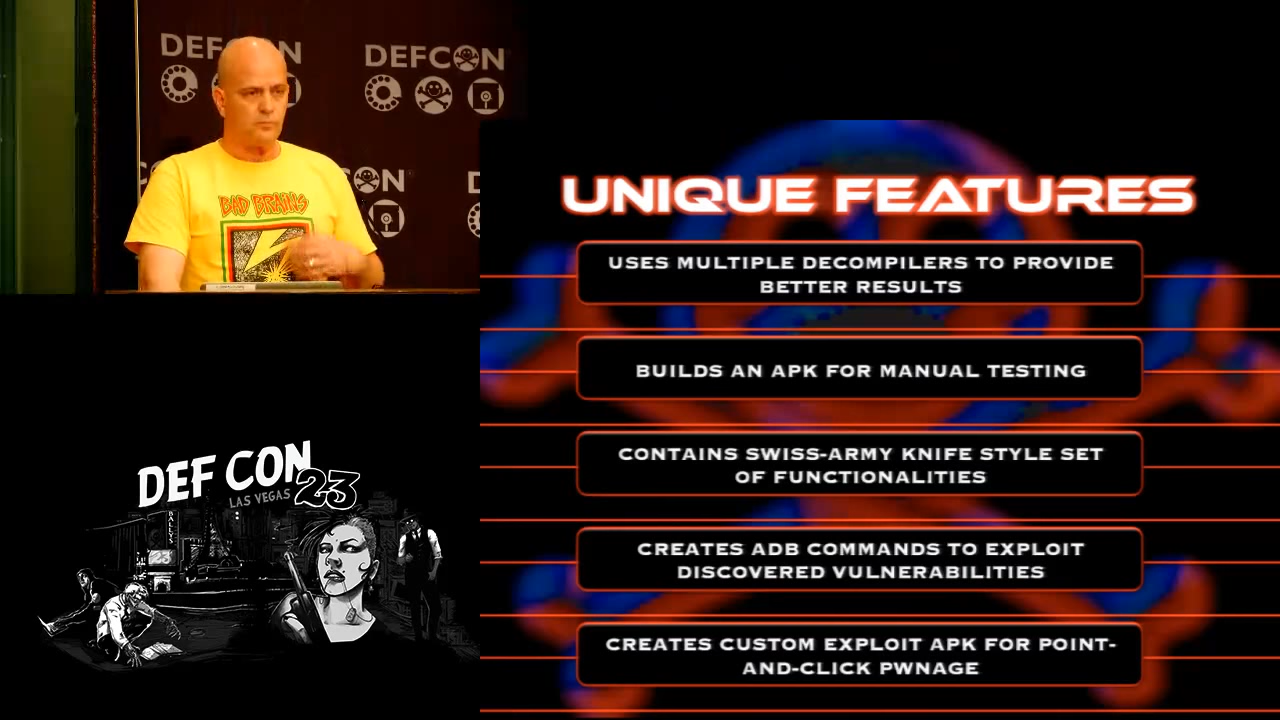 DEFCON
DEFCON
DEFCON
BAD BRAINS
UNIQUE FEATURES
USES MULTIPLE DECOMPILERS TO PROVIDE
BETTER RESULTS
BUILDS AN APK FOR MANUAL TESTING
CONTAINS SWISS-ARMY KNIFE STYLE SET
OF FUNCTIONALITIES
CREATES ADB COMMANDS TO EXPLOIT
DISCOVERED VULNERABILITIES
CREATES CUSTOM EXPLOIT APK FOR POINT-
AND-CLICK PWNAGE
DEF CON
LAS VEGAS 23
BALLY'S
23